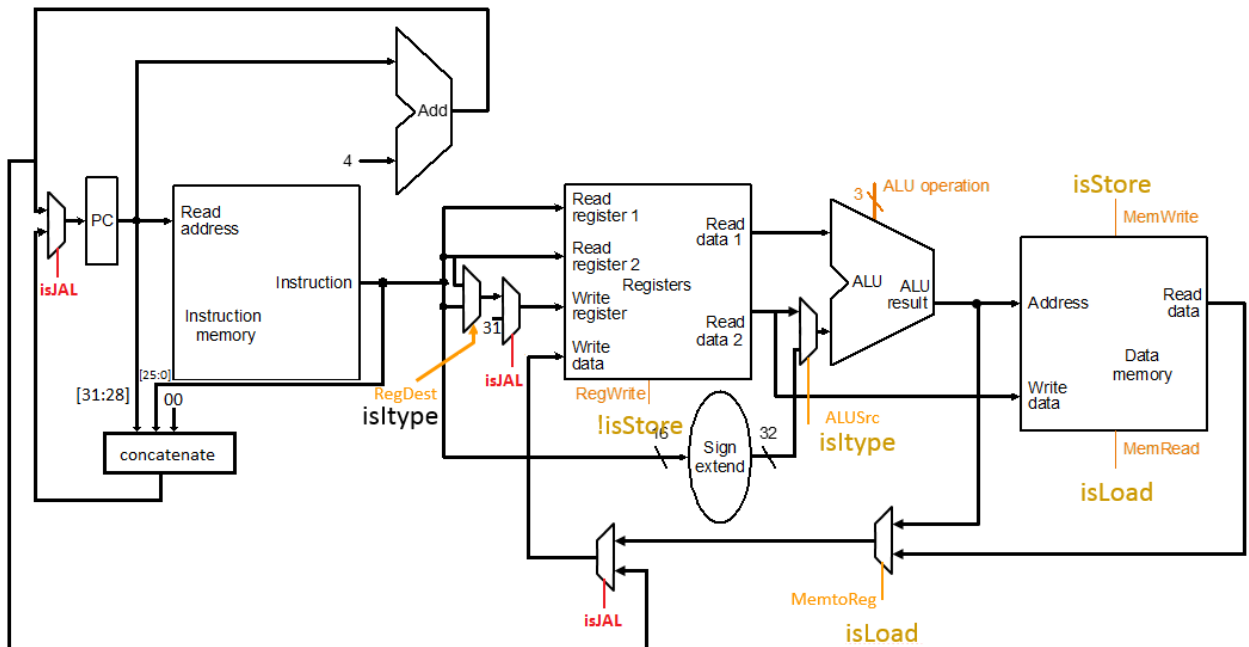 Add
4
PC
Read
address
Instruction
Instruction
memory
isJAL
[31:28]
[25:0]
00
concatenate
Read
register 1
Read
register 2
Write
register
Write
data
Read
data 1
Registers
Read
data 2
31
isJAL
RegDest
isItype
RegWrite
!isStore
16
Sign
extend
32
3
ALU operation
ALU
ALU
result
ALUSrc
isItype
isStore
MemWrite
Address
Read
data
Data
memory
Write
data
MemRead
isLoad
MemtoReg
isLoad
isJAL